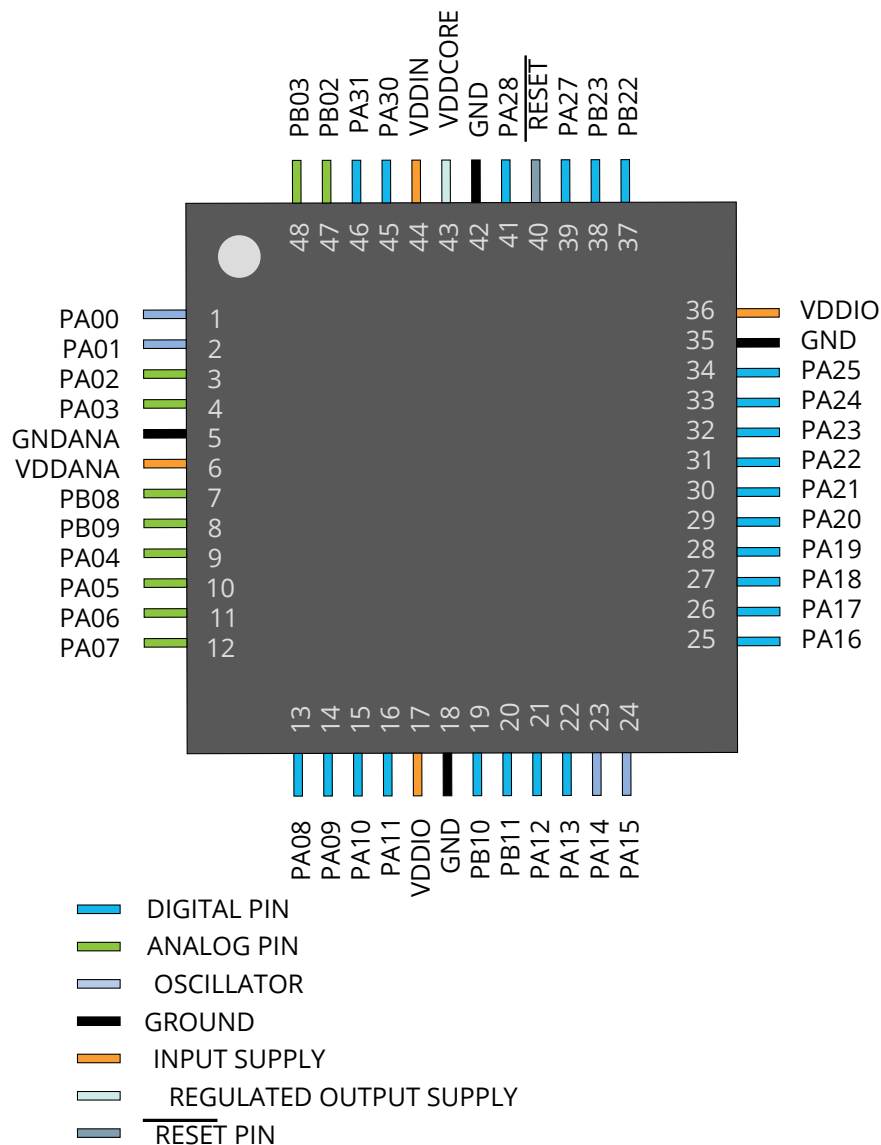 PB03
PB02
PA31
PA30
VDDIN
VDDCORE
GND
PA28
RESET
PA27
PB23
PB22
48
47
46
45
44
43
42
41
40
39
38
37
PA00 1
PA01 2
PA02 3
PA03 4
GNDANA 5
VDDANA 6
PB08 7
PB09 8
PA04 9
PA05 10
PA06 11
PA07 12
36 VDDIO
35 GND
34 PA25
33 PA24
32 PA23
31 PA22
30 PA21
29 PA20
28 PA19
27 PA18
26 PA17
25 PA16
13
14
15
16
17
18
19
20
21
22
23
24
PA08
PA09
PA10
PA11
VDDIO
GND
PB10
PB11
PA12
PA13
PA14
PA15
DIGITAL PIN
ANALOG PIN
OSCILLATOR
GROUND
INPUT SUPPLY
REGULATED OUTPUT SUPPLY
RESET PIN